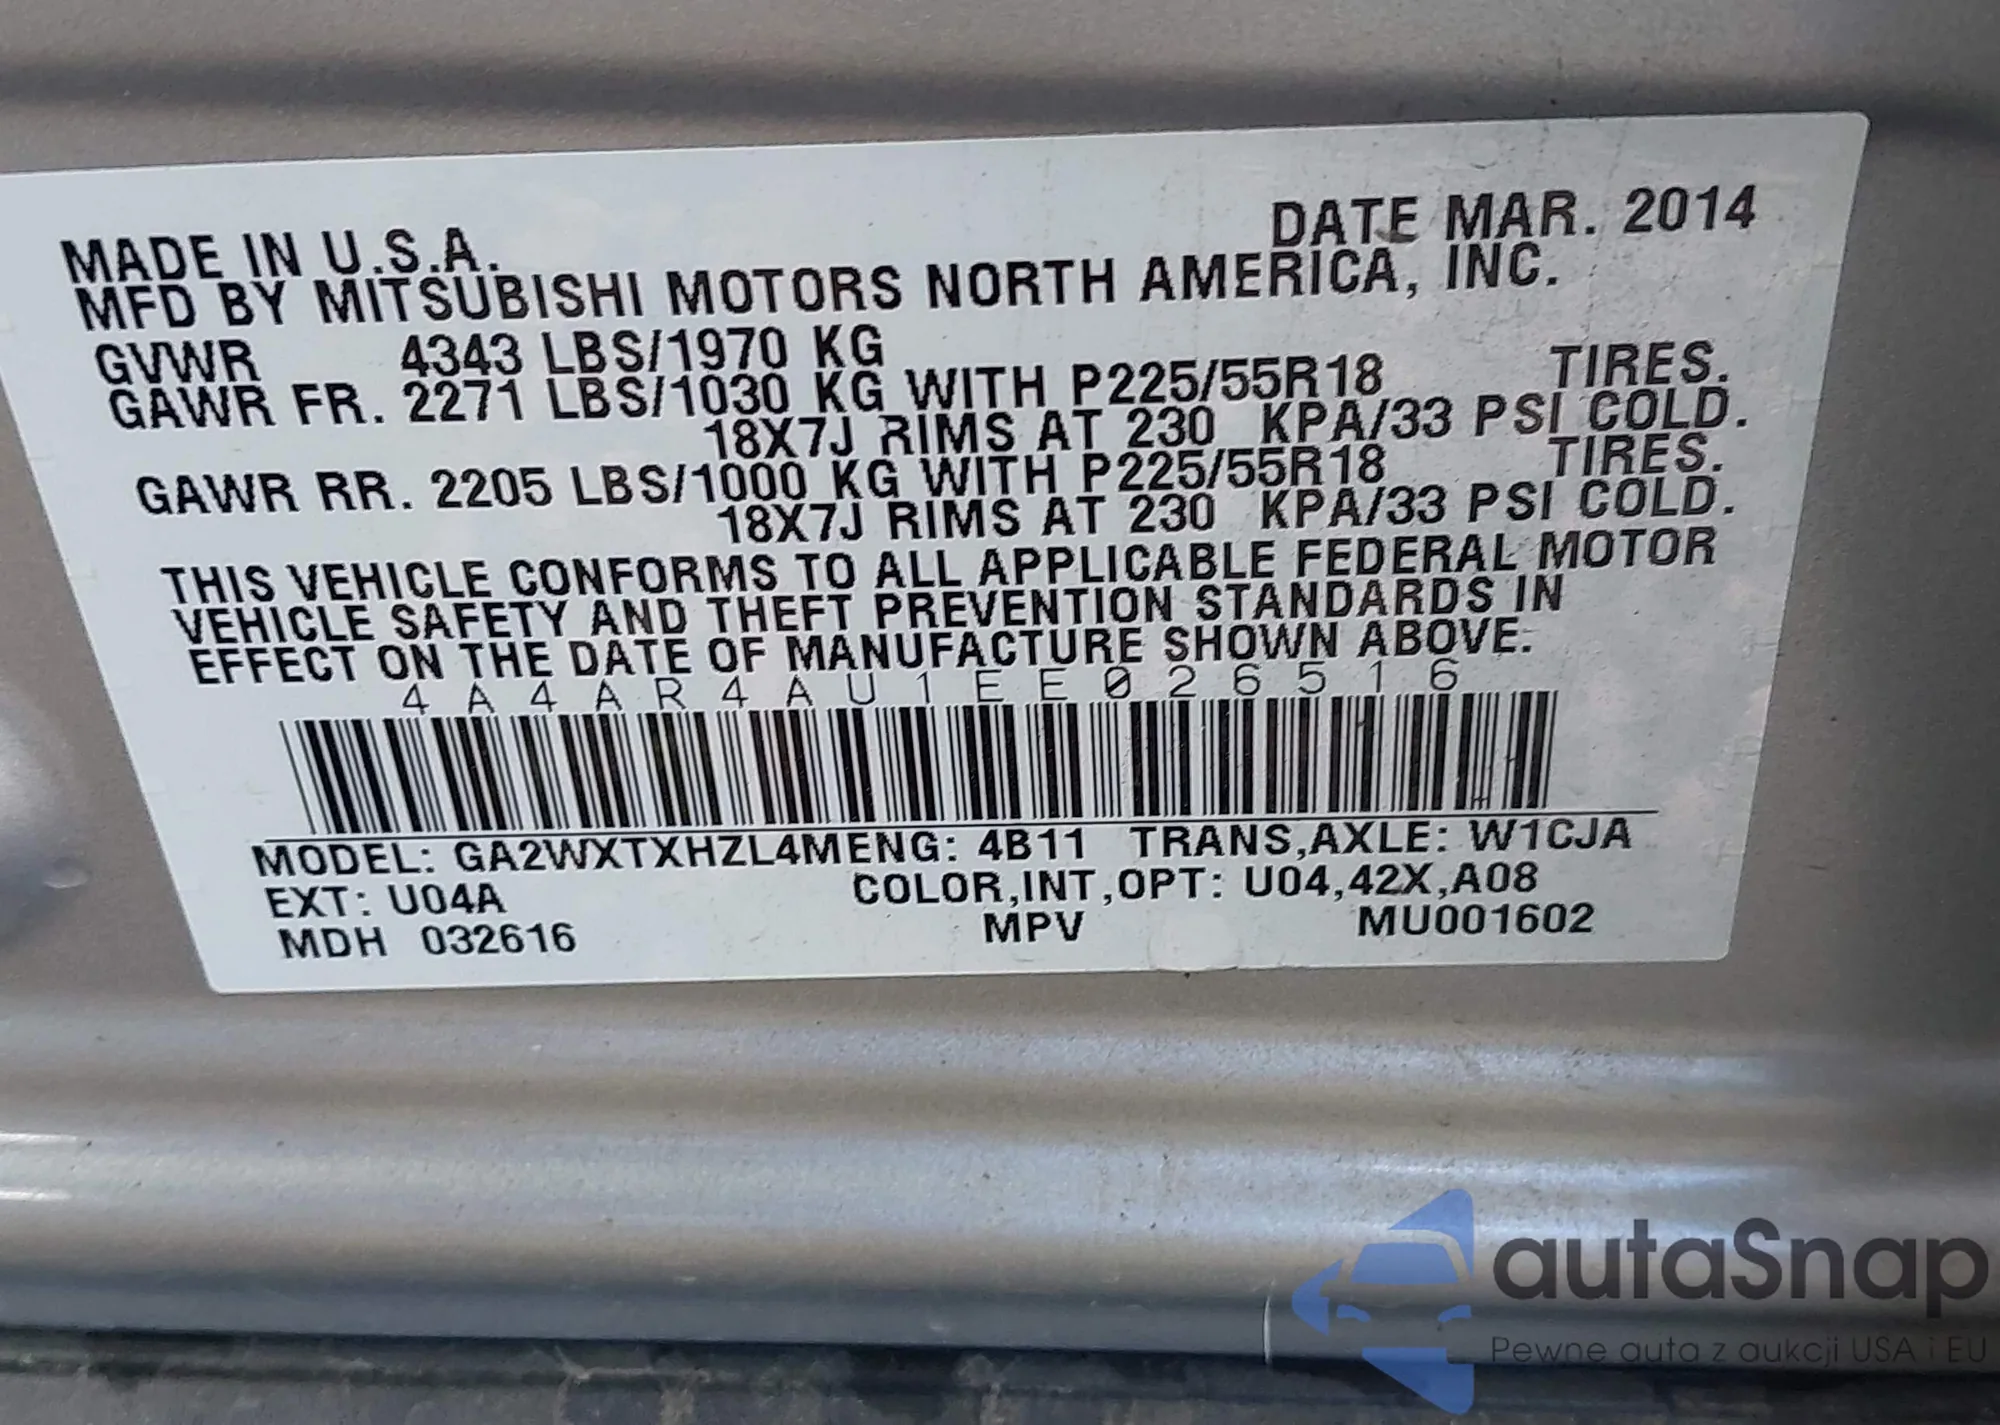 DATE MAR. 2014
MADE IN U.S.A.
MFD BY MITSUBISHI MOTORS NORTH AMERICA, INC.
GVWR 4343 LBS/1970 KG
GAWR FR. 2271 LBS/1030 KG WITH P225/55R18 TIRES.
18X7J RIMS AT 230 KPA/33 PSI COLD.
GAWR RR. 2205 LBS/1000 KG WITH P225/55R18 TIRES.
18X7J RIMS AT 230 KPA/33 PSI COLD.
THIS VEHICLE CONFORMS TO ALL APPLICABLE FEDERAL MOTOR
VEHICLE SAFETY AND THEFT PREVENTION STANDARDS IN
EFFECT ON THE DATE OF MANUFACTURE SHOWN ABOVE.
4A4AR4AU1EE026516
MODEL: GA2WXTXHZL4MENG: 4B11 TRANS,AXLE: W1CJA
EXT: U04A COLOR,INT,OPT: U04,42X,A08
MDH 032616 MPV MU001602
autaSnap
Pewne auta z aukcji USA i EU